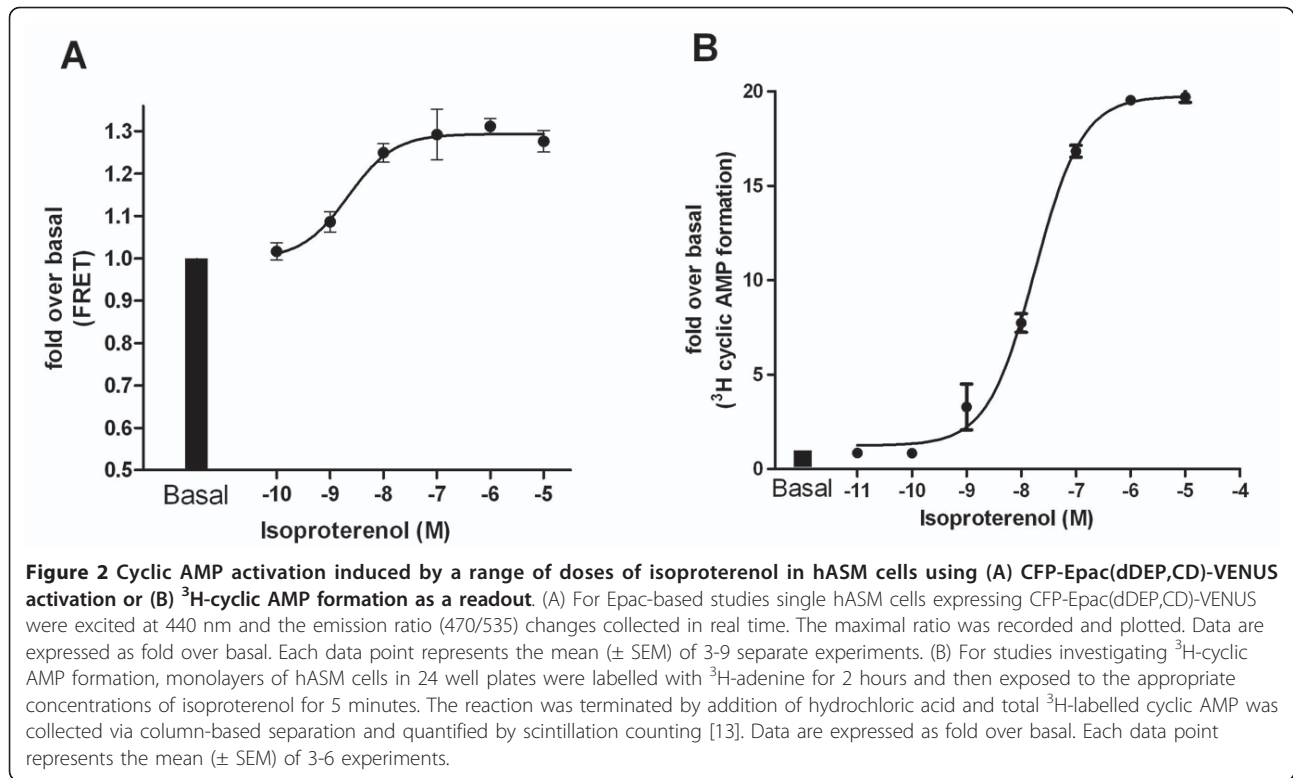 A
1.3
1.2
1.1
1.0
0.9
0.8
0.7
0.6
0.5
fold over basal
(FRET)
Basal
-10 -9 -8 -7 -6 -5
Isoproterenol (M)
B
20
15
10
5
0
fold over basal
(³H cyclic AMP formation)
Basal
-11 -10 -9 -8 -7 -6 -5 -4
Isoproterenol (M)
Figure 2 Cyclic AMP activation induced by a range of doses of isoproterenol in hASM cells using (A) CFP-Epac(dDEP,CD)-VENUS
activation or (B) ³H-cyclic AMP formation as a readout. (A) For Epac-based studies single hASM cells expressing CFP-Epac(dDEP,CD)-VENUS
were excited at 440 nm and the emission ratio (470/535) changes collected in real time. The maximal ratio was recorded and plotted. Data are
expressed as fold over basal. Each data point represents the mean (± SEM) of 3-9 separate experiments. (B) For studies investigating ³H-cyclic
AMP formation, monolayers of hASM cells in 24 well plates were labelled with ³H-adenine for 2 hours and then exposed to the appropriate
concentrations of isoproterenol for 5 minutes. The reaction was terminated by addition of hydrochloric acid and total ³H-labelled cyclic AMP was
collected via column-based separation and quantified by scintillation counting [13]. Data are expressed as fold over basal. Each data point
represents the mean (± SEM) of 3-6 experiments.